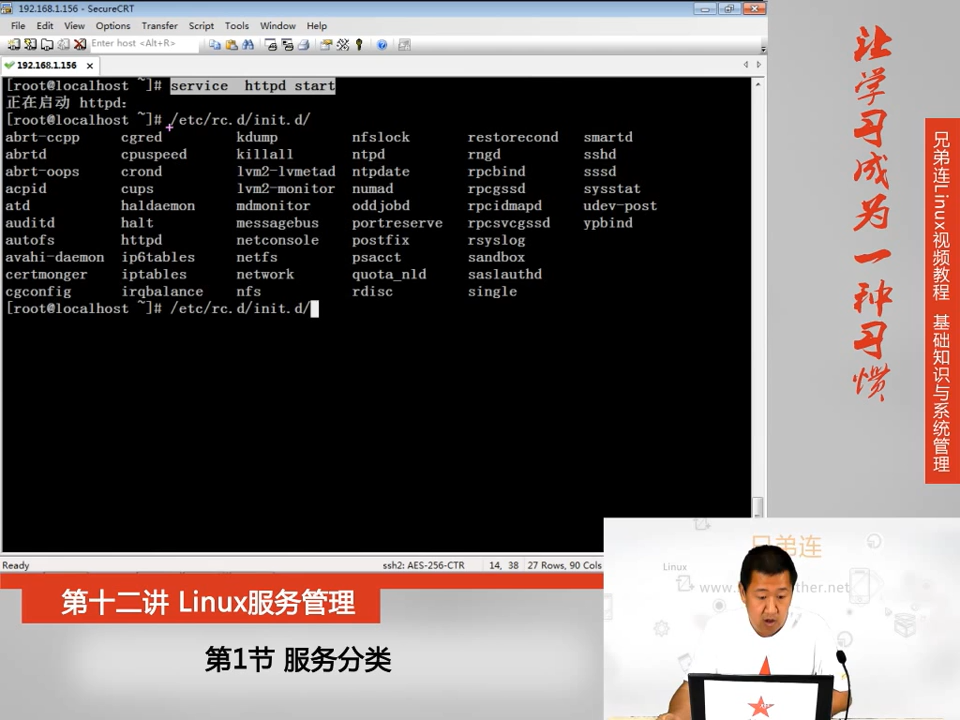 192.168.1.156 - SecureCRT
File Edit View Options Transfer Script Tools Window Help
Enter host <Alt+R>
192.168.1.156
[root@localhost ~]# service  httpd start
正在启动 httpd:
[root@localhost ~]# /etc/rc.d/init.d/
abrt-ccpp cgred kdump nfslock restorecond smartd
abrtd cpuspeed killall ntpd rngd sshd
abrt-oops crond lvm2-lvmetad ntpdate rpcbind sssd
acpid cups lvm2-monitor numad rpcgssd sysstat
atd haldaemon mdmonitor oddjobd rpcidmapd udev-post
auditd halt messagebus portreserve rpcsvcgssd ypbind
autofs httpd netconsole postfix rsyslog
avahi-daemon ip6tables netfs psacct sandbox
certmonger iptables network quota_nld saslauthd
cgconfig irqbalance nfs rdisc single
[root@localhost ~]# /etc/rc.d/init.d/
Ready ssh2: AES-256-CTR 14, 38 27 Rows, 90 Cols
让学习成为一种习惯
兄弟连Linux视频教程 基础知识与系统管理
兄弟连
Linux
第十二讲 Linux服务管理
第1节 服务分类